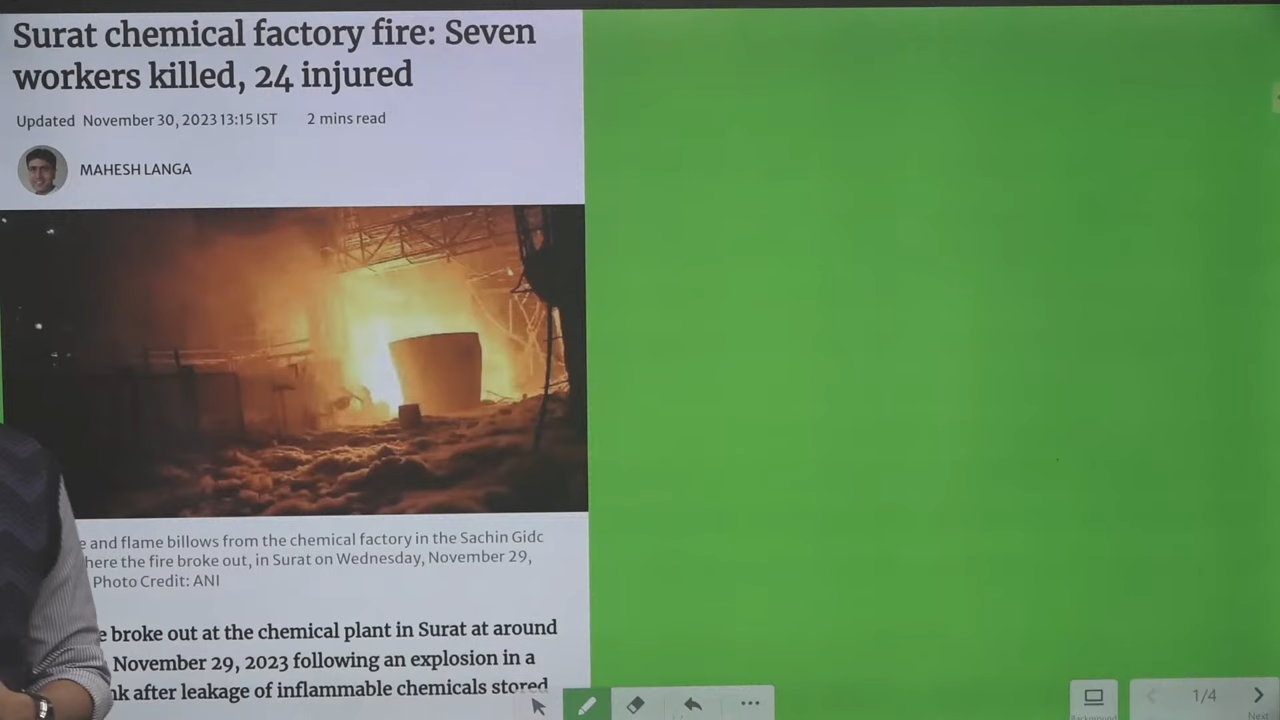 Surat chemical factory fire: Seven
workers killed, 24 injured
Updated November 30, 2023 13:15 IST 2 mins read
MAHESH LANGA
and flame billows from the chemical factory in the Sachin Gidc
here the fire broke out, in Surat on Wednesday, November 29,
Photo Credit: ANI
broke out at the chemical plant in Surat at around
November 29, 2023 following an explosion in a
after leakage of inflammable chemicals stored
1/4
Background
Next